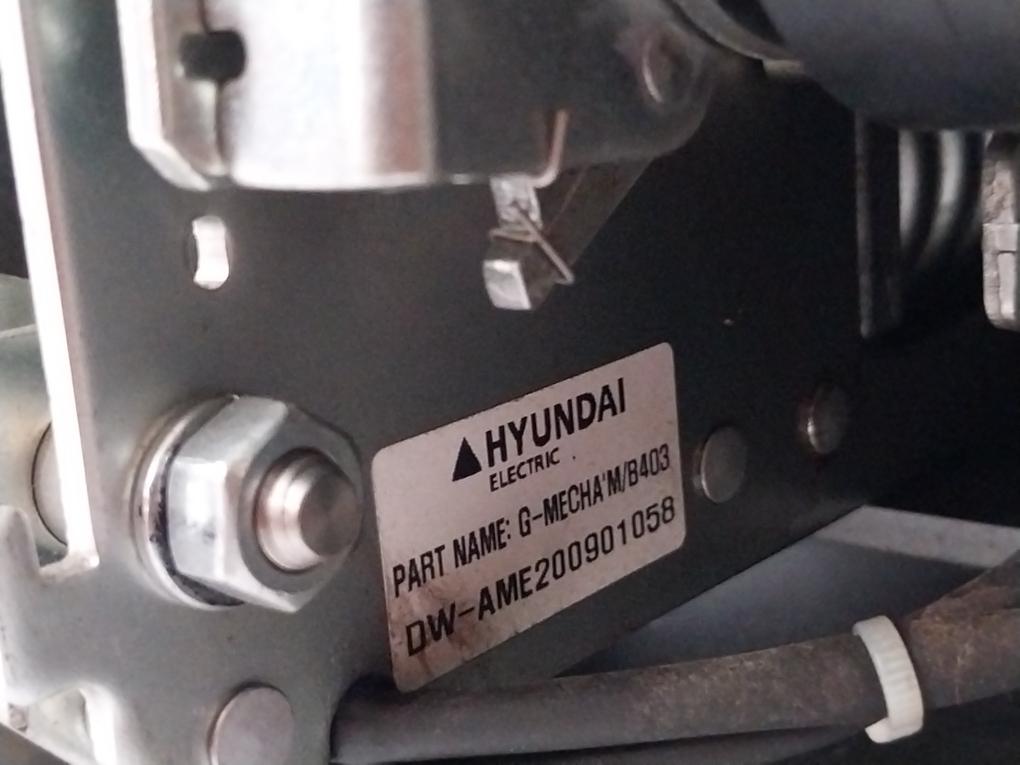 HYUNDAI
ELECTRIC
PART NAME: G-MECHA'M/B403
DW-AME200901058